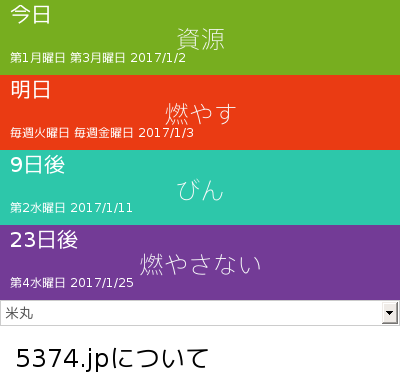 今日
資源
第1月曜日 第3月曜日 2017/1/2
明日
燃やす
毎週火曜日 毎週金曜日 2017/1/3
9日後
びん
第2水曜日 2017/1/11
23日後
燃やさない
第4水曜日 2017/1/25
米丸
5374.jpについて